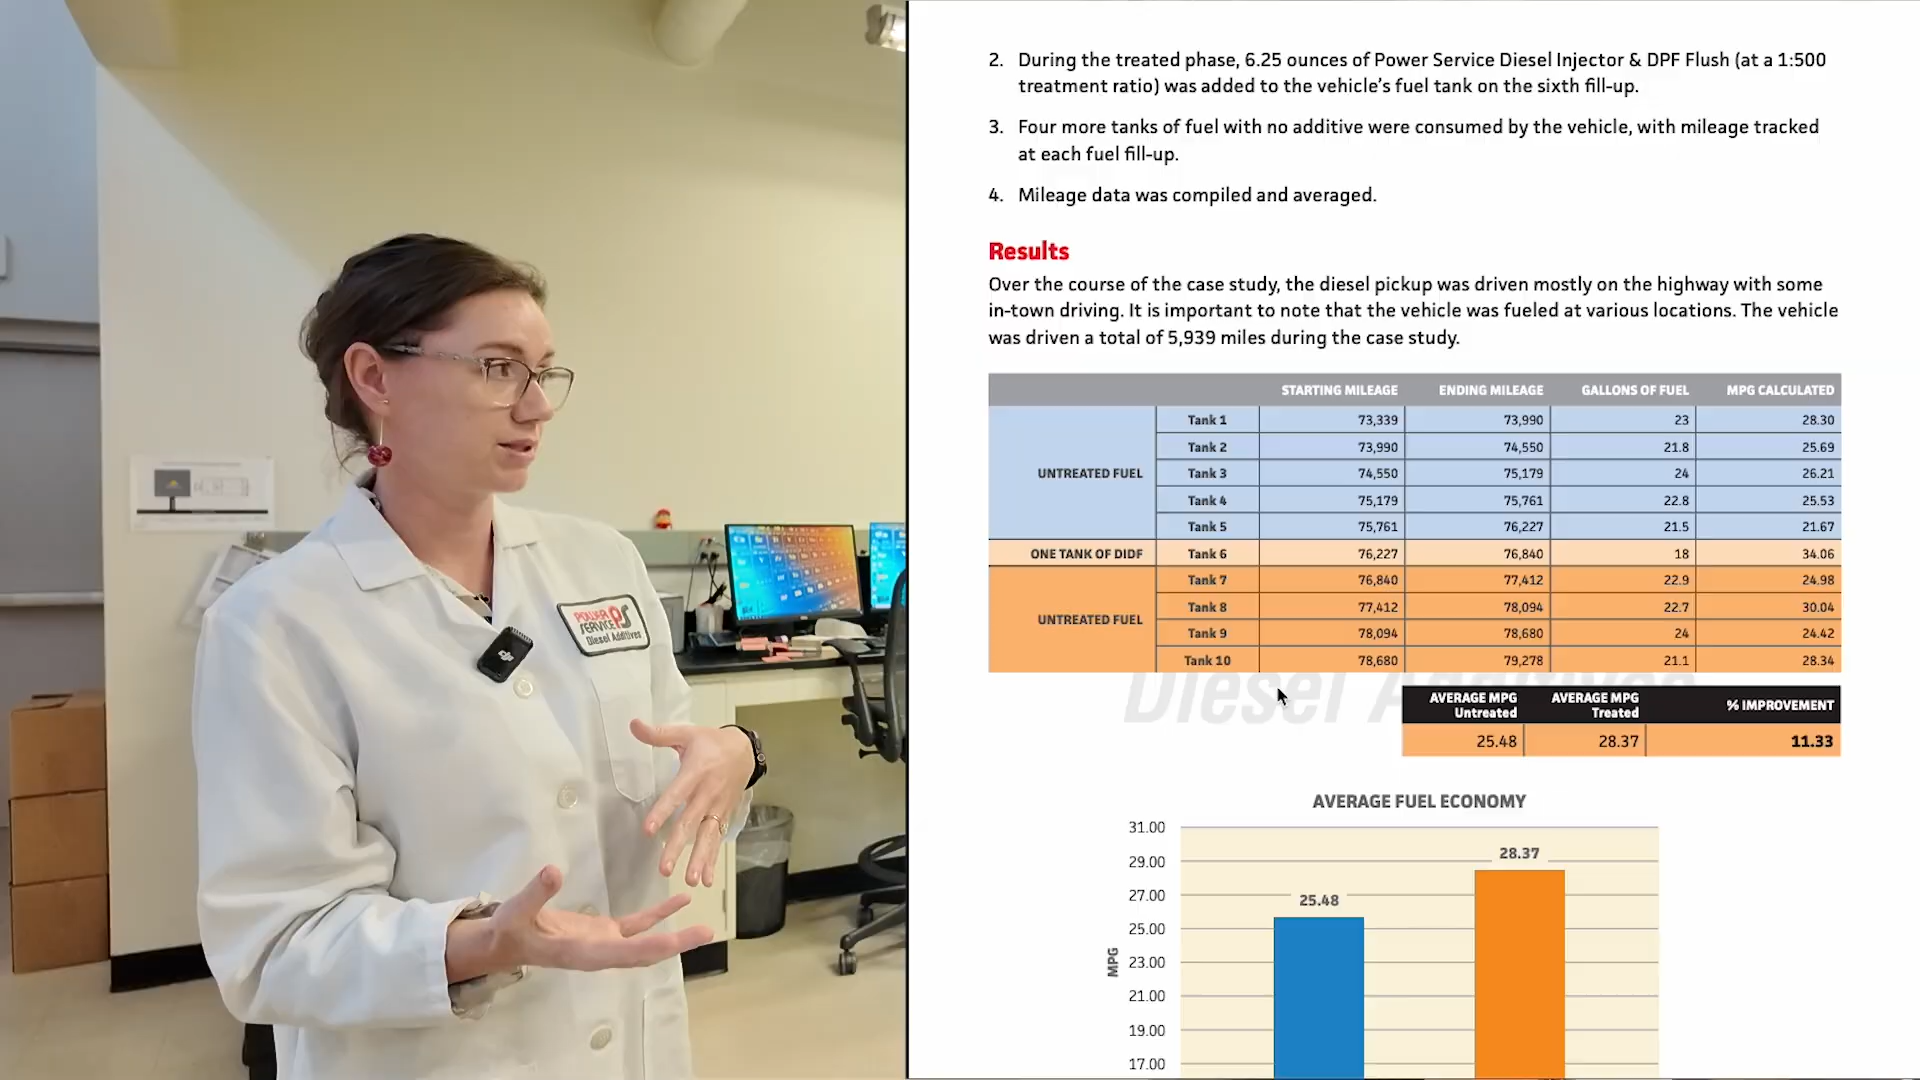 2. During the treated phase, 6.25 ounces of Power Service Diesel Injector & DPF Flush (at a 1:500
treatment ratio) was added to the vehicle's fuel tank on the sixth fill-up.
3. Four more tanks of fuel with no additive were consumed by the vehicle, with mileage tracked
at each fuel fill-up.
4. Mileage data was compiled and averaged.
Results
Over the course of the case study, the diesel pickup was driven mostly on the highway with some
in-town driving. It is important to note that the vehicle was fueled at various locations. The vehicle
was driven a total of 5,939 miles during the case study.
STARTING MILEAGE ENDING MILEAGE GALLONS OF FUEL MPG CALCULATED
Tank 1 73,339 73,990 23 28.30
Tank 2 73,990 74,550 21.8 25.69
UNTREATED FUEL Tank 3 74,550 75,179 24 26.21
Tank 4 75,179 75,761 22.8 25.53
Tank 5 75,761 76,227 21.5 21.67
ONE TANK OF DIDF Tank 6 76,227 76,840 18 34.06
Tank 7 76,840 77,412 22.9 24.98
Tank 8 77,412 78,094 22.7 30.04
UNTREATED FUEL
Tank 9 78,094 78,680 24 24.42
Tank 10 78,680 79,278 21.1 28.34
Diesel Additives
AVERAGE MPG Untreated AVERAGE MPG Treated % IMPROVEMENT
25.48 28.37 11.33
AVERAGE FUEL ECONOMY
31.00
29.00
27.00
25.00
23.00
21.00
19.00
17.00
MPG
25.48
28.37
POWER
SERVICE PS
Diesel Additives
dji